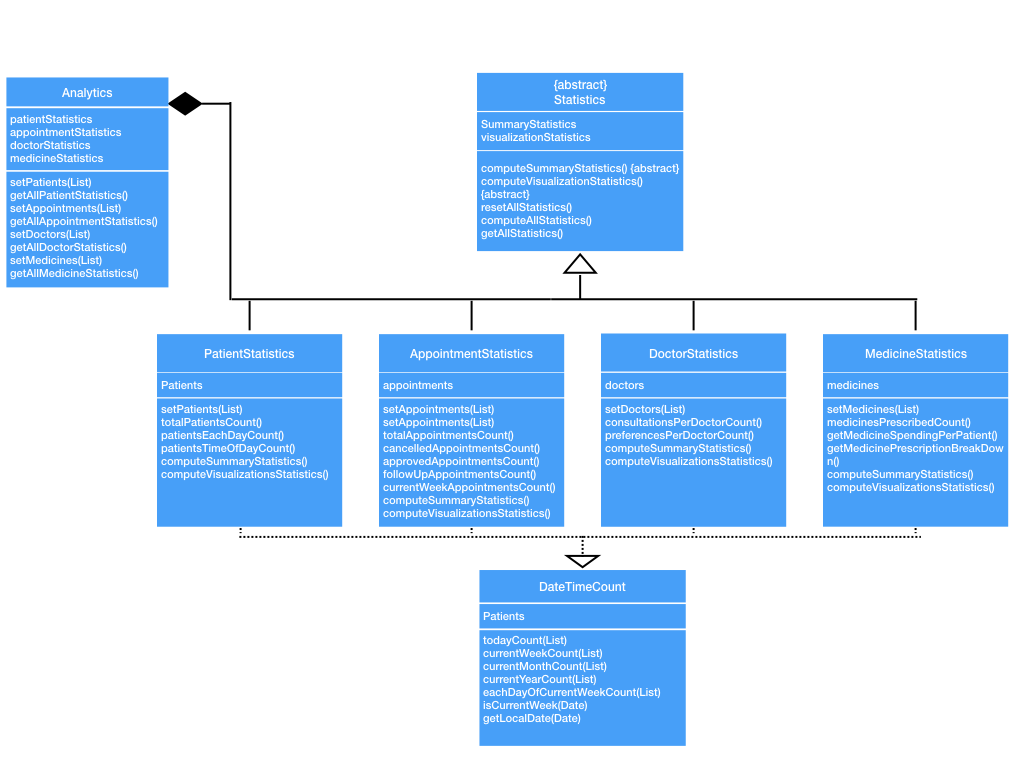 Analytics
patientStatistics
appointmentStatistics
doctorStatistics
medicineStatistics
setPatients(List)
getAllPatientStatistics()
setAppointments(List)
getAllAppointmentStatistics()
setDoctors(List)
getAllDoctorStatistics()
setMedicines(List)
getAllMedicineStatistics()
{abstract}
Statistics
SummaryStatistics
visualizationStatistics
computeSummaryStatistics() {abstract}
computeVisualizationStatistics()
{abstract}
resetAllStatistics()
computeAllStatistics()
getAllStatistics()
PatientStatistics
Patients
setPatients(List)
totalPatientsCount()
patientsEachDayCount()
patientsTimeOfDayCount()
computeSummaryStatistics()
computeVisualizationsStatistics()
AppointmentStatistics
appointments
setAppointments(List)
setAppointments(List)
totalAppointmentsCount()
cancelledAppointmentsCount()
approvedAppointmentsCount()
followUpAppointmentsCount()
currentWeekAppointmentsCount()
computeSummaryStatistics()
computeVisualizationsStatistics()
DoctorStatistics
doctors
setDoctors(List)
consultationsPerDoctorCount()
preferencesPerDoctorCount()
computeSummaryStatistics()
computeVisualizationsStatistics()
MedicineStatistics
medicines
setMedicines(List)
medicinesPrescribedCount()
getMedicineSpendingPerPatient()
getMedicinePrescriptionBreakDow
n()
computeSummaryStatistics()
computeVisualizationsStatistics()
DateTimeCount
Patients
todayCount(List)
currentWeekCount(List)
currentMonthCount(List)
currentYearCount(List)
eachDayOfCurrentWeekCount(List)
isCurrentWeek(Date)
getLocalDate(Date)